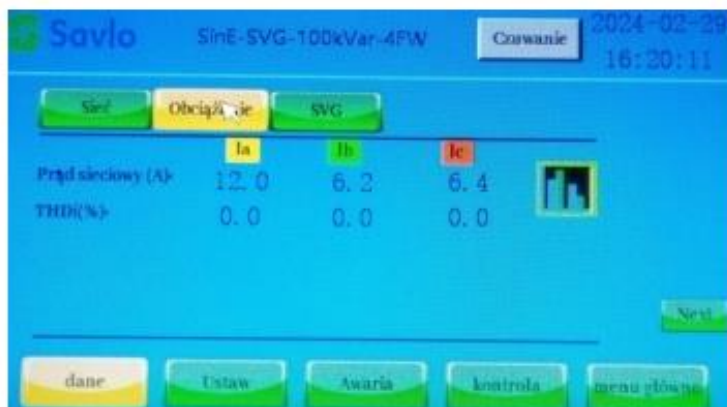 Savlo SinE-SVG-100kVar-4FW Czuwanie 2024-02-29
16:20:11
Sieć Obciążenie SVG
Ia Ib Ic
Prąd sieciowy (A) 12.0 6.2 6.4
THDi(%) 0.0 0.0 0.0
Next
dane Ustaw Awaria kontrola menu główne